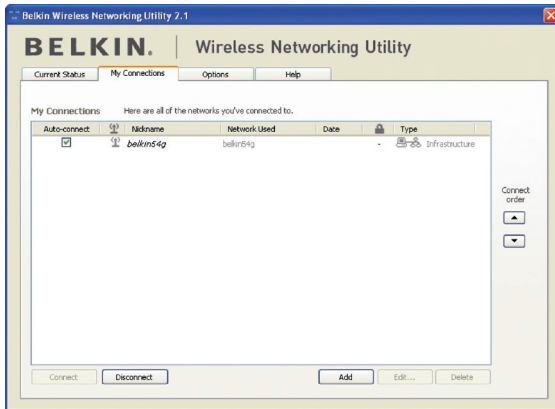 Belkin Wireless Networking Utility 2.1
BELKIN. Wireless Networking Utility
Current Status My Connections Options Help
My Connections Here are all of the networks you've connected to.
Auto-connect Nickname Network Used Date Type
belkin54g belkin54g - Infrastructure
Connect
order
Connect Disconnect Add Edit... Delete